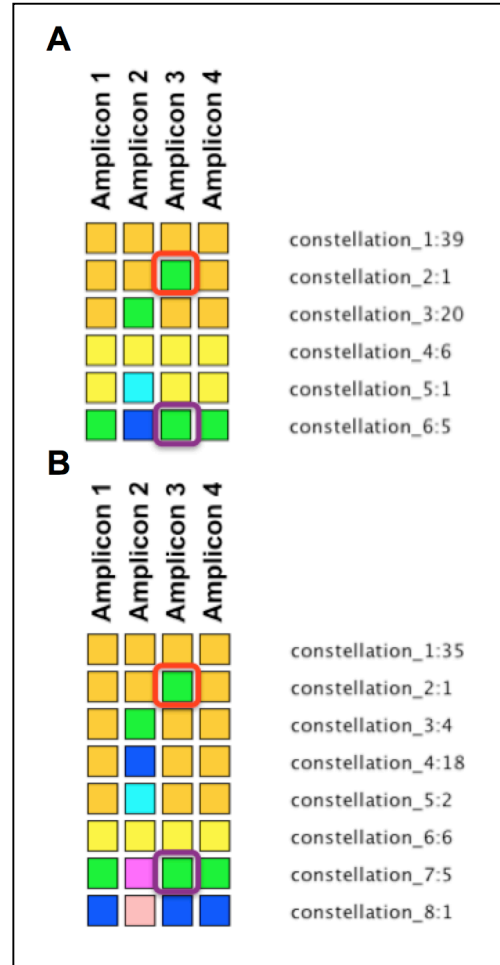 A
Amplicon 1
Amplicon 2
Amplicon 3
Amplicon 4
constellation_1:39
constellation_2:1
constellation_3:20
constellation_4:6
constellation_5:1
constellation_6:5
B
Amplicon 1
Amplicon 2
Amplicon 3
Amplicon 4
constellation_1:35
constellation_2:1
constellation_3:4
constellation_4:18
constellation_5:2
constellation_6:6
constellation_7:5
constellation_8:1